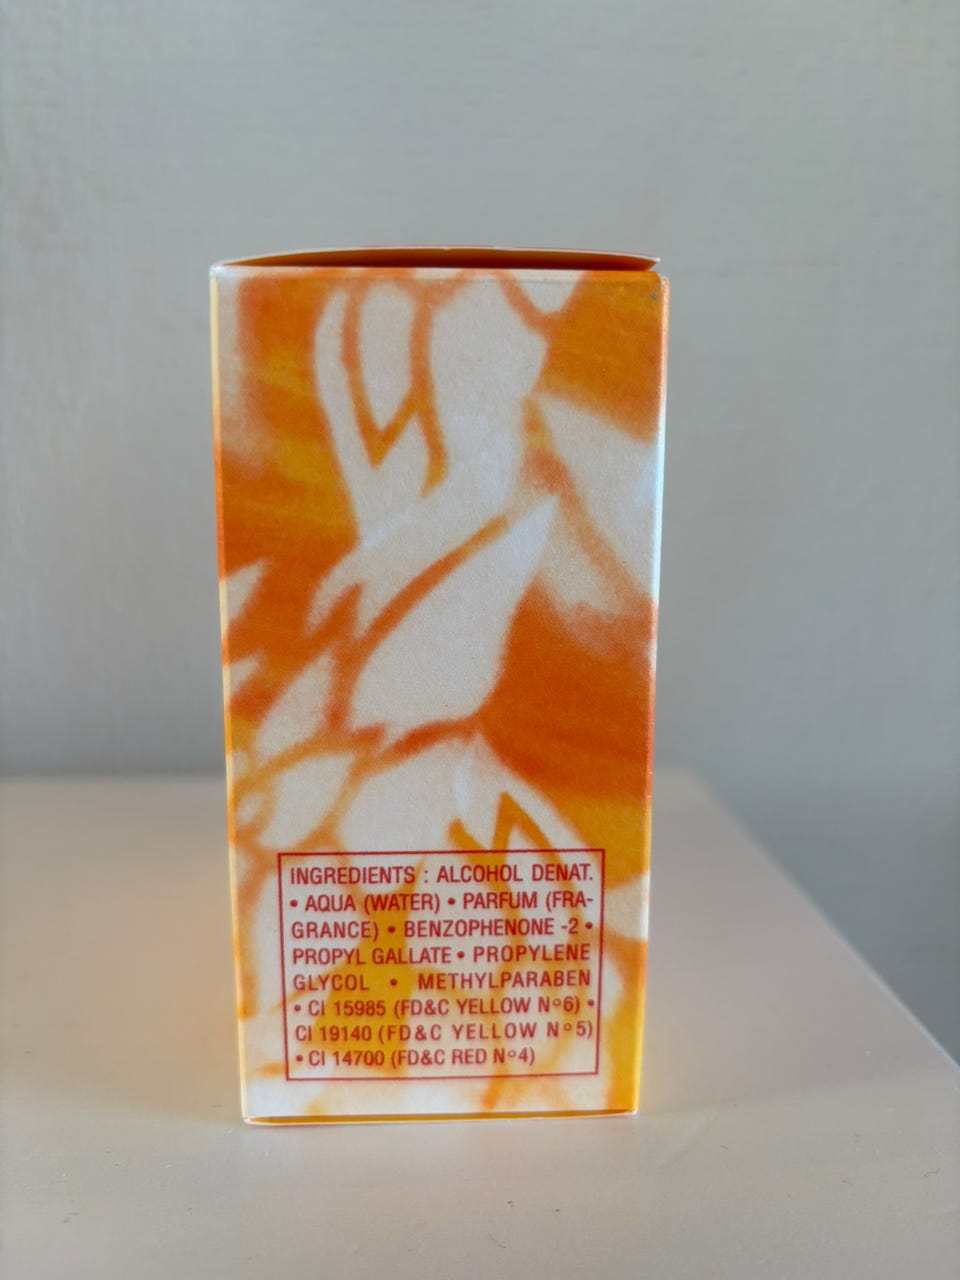 INGREDIENTS : ALCOHOL DENAT.
• AQUA (WATER) • PARFUM (FRA-
GRANCE) • BENZOPHENONE -2 •
PROPYL GALLATE • PROPYLENE
GLYCOL • METHYLPARABEN
• CI 15985 (FD&C YELLOW N°6) •
CI 19140 (FD&C YELLOW N°5)
• CI 14700 (FD&C RED N°4)